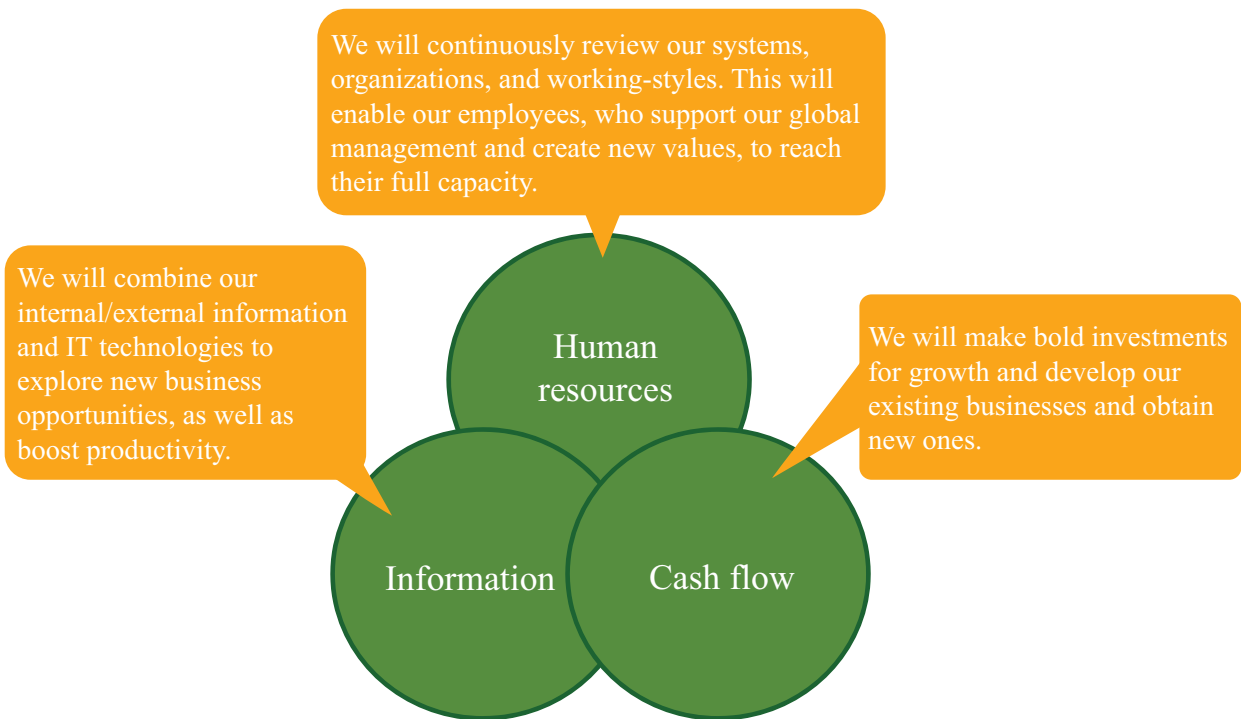 We will continuously review our systems,
organizations, and working-styles. This will
enable our employees, who support our global
management and create new values, to reach
their full capacity.
We will combine our
internal/external information
and IT technologies to
explore new business
opportunities, as well as
boost productivity.
We will make bold investments
for growth and develop our
existing businesses and obtain
new ones.
Human
resources
Information
Cash flow